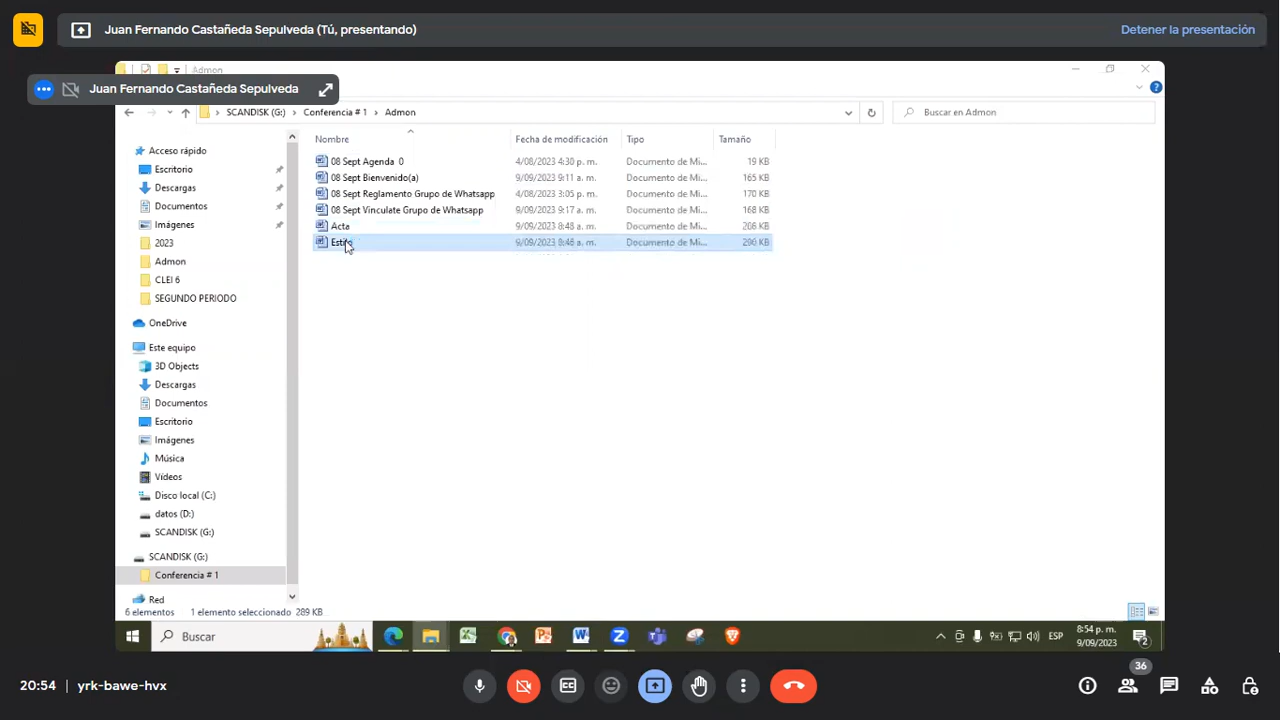 Juan Fernando Castañeda Sepulveda (Tú, presentando)
Detener la presentación
Admon
Juan Fernando Castañeda Sepulveda
SCANDISK (G:) > Conferencia # 1 > Admon
Buscar en Admon
Nombre Fecha de modificación Tipo Tamaño
08 Sept Agenda 0 4/08/2023 4:30 p. m. Documento de Mi... 19 KB
08 Sept Bienvenido(a) 9/09/2023 9:11 a. m. Documento de Mi... 165 KB
08 Sept Reglamento Grupo de Whatsapp 4/08/2023 3:05 p. m. Documento de Mi... 170 KB
08 Sept Vinculate Grupo de Whatsapp 9/09/2023 9:17 a. m. Documento de Mi... 168 KB
Acta 9/09/2023 8:48 a. m. Documento de Mi... KB
9/09/2023 8:46 a. m. Documento de Mi... KB
Acceso rápido
Escritorio
Descargas
Documentos
Imágenes
2023
Admon
CLEI 6
SEGUNDO PERIODO
OneDrive
Este equipo
3D Objects
Descargas
Documentos
Escritorio
Imágenes
Música
Vídeos
Disco local (C:)
datos (D:)
SCANDISK (G:)
SCANDISK (G:)
Conferencia # 1
Red
6 elementos 1 elemento seleccionado 289 KB
Buscar
ESP
8:54 p. m.
9/09/2023
2
20:54 | yrk-bawe-hvx
36